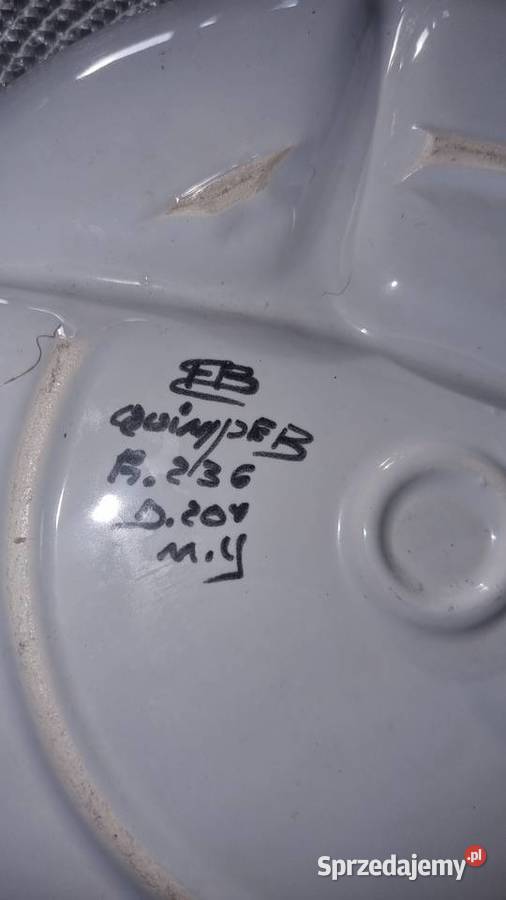 HB
QUIMPER
F.236
D.204
M.Y
Sprzedajemy.pl